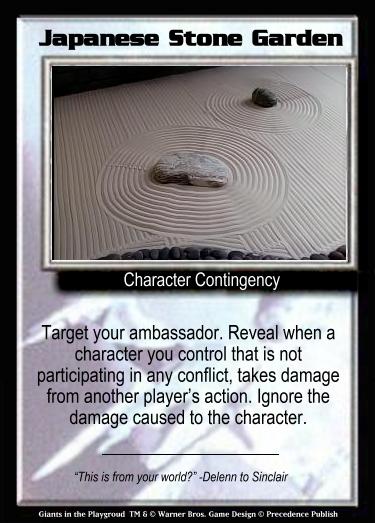 Japanese Stone Garden
Character Contingency
Target your ambassador. Reveal when a
character you control that is not
participating in any conflict, takes damage
from another player's action. Ignore the
damage caused to the character.
"This is from your world?" -Delenn to Sinclair
Giants in the Playgroud TM & © Warner Bros. Game Design © Precedence Publish